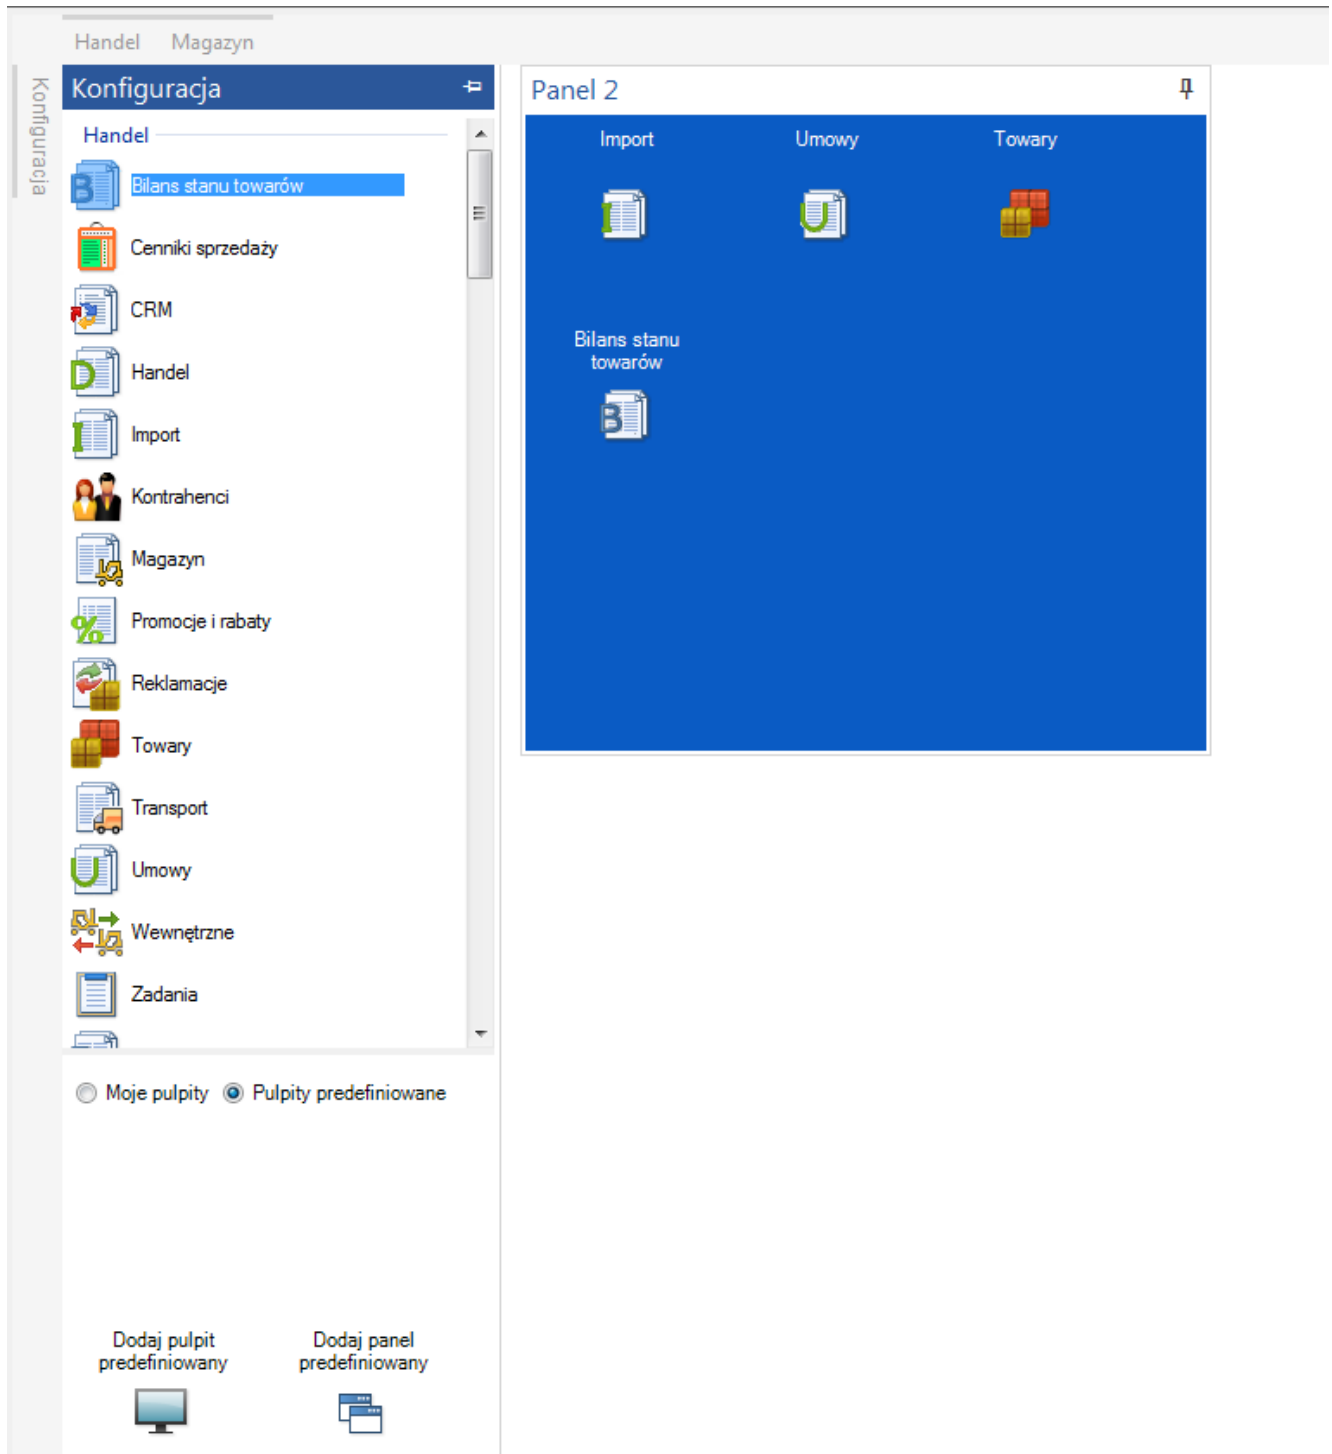 Handel Magazyn
Konfiguracja
Konfiguracja
Handel
Bilans stanu towarów
Cenniki sprzedaży
CRM
Handel
Import
Kontrahenci
Magazyn
Promocje i rabaty
Reklamacje
Towary
Transport
Umowy
Wewnętrzne
Zadania
Moje pulpity Pulpity predefiniowane
Dodaj pulpit
predefiniowany
Dodaj panel
predefiniowany
Panel 2
Import Umowy Towary
Bilans stanu
towarów